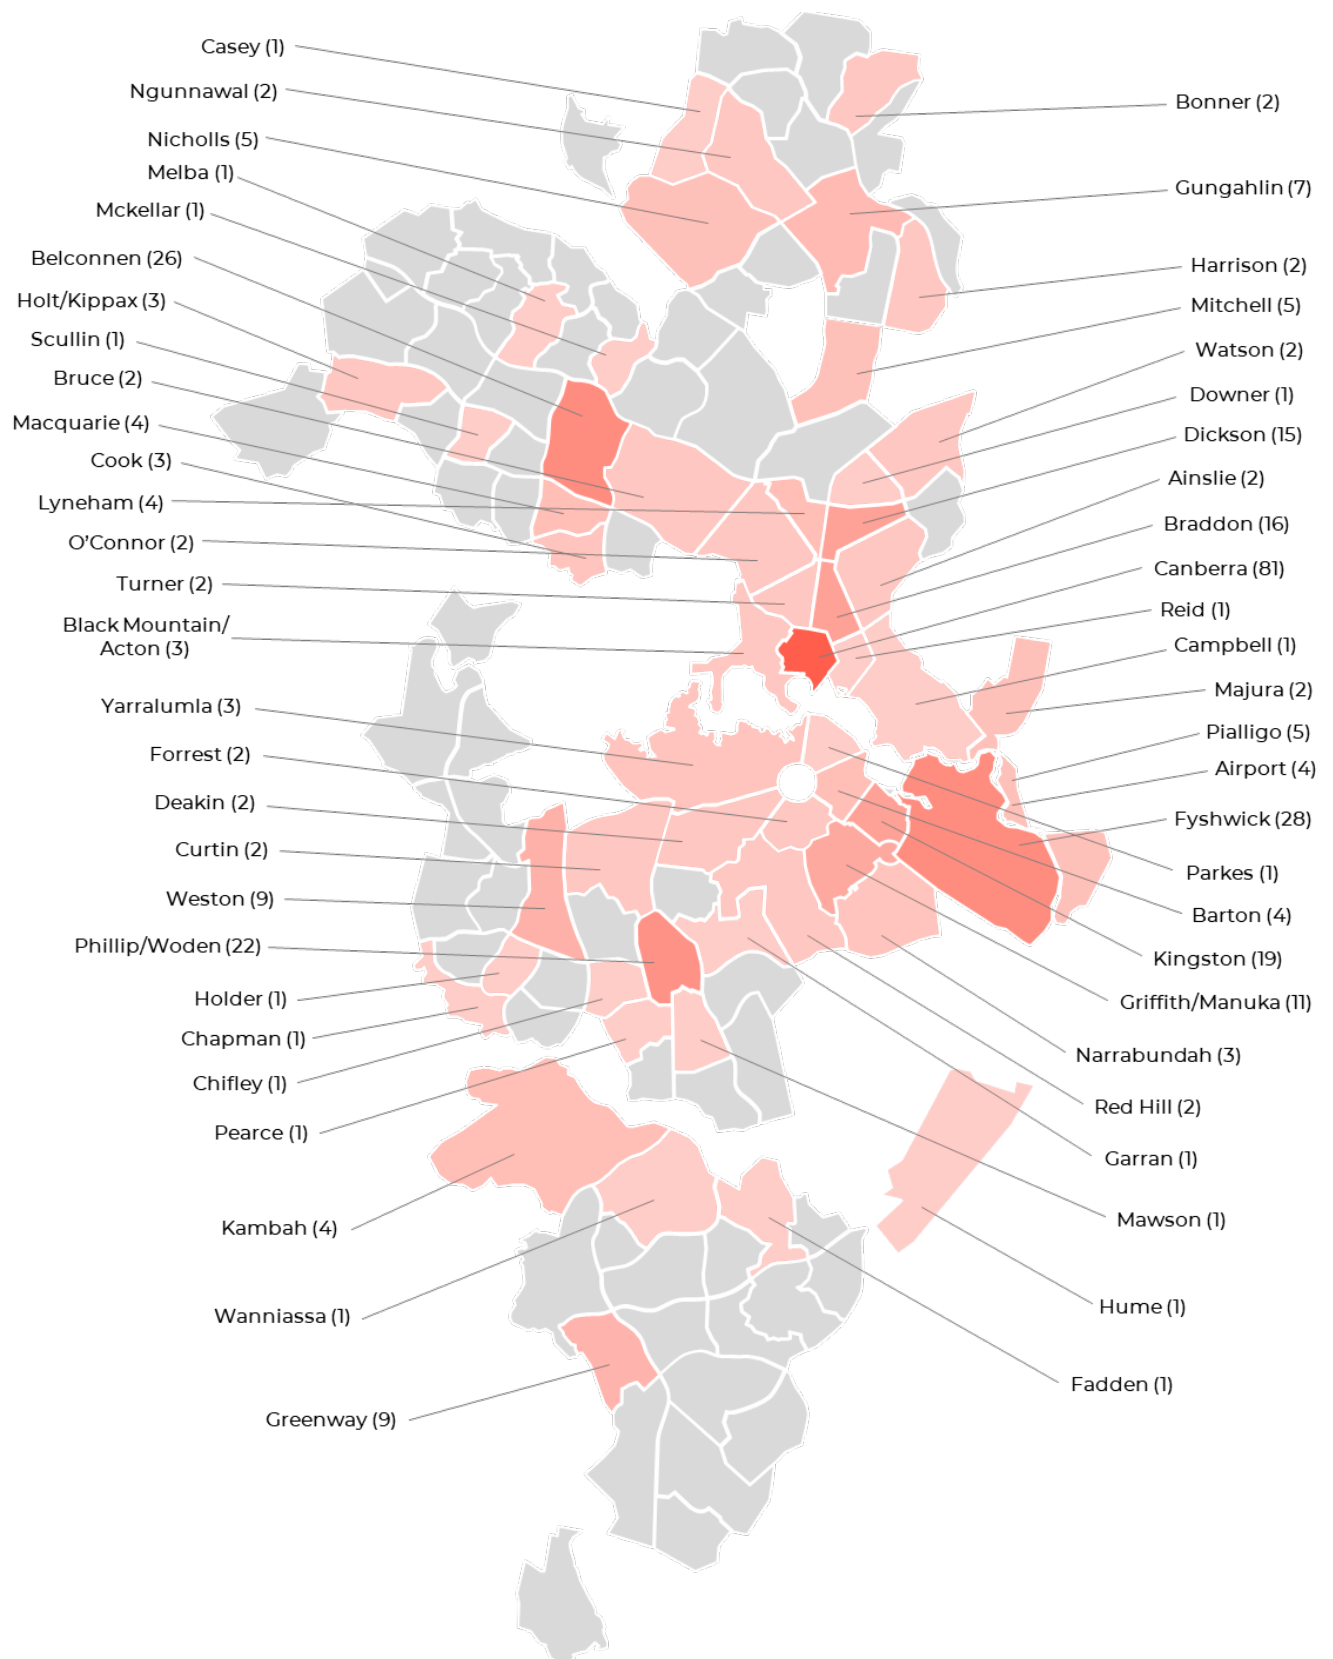 Casey (1)
Ngunnawal (2)
Nicholls (5)
Melba (1)
Mckellar (1)
Belconnen (26)
Holt/Kippax (3)
Scullin (1)
Bruce (2)
Macquarie (4)
Cook (3)
Lyneham (4)
O’Connor (2)
Turner (2)
Black Mountain/
Acton (3)
Yarralumla (3)
Forrest (2)
Deakin (2)
Curtin (2)
Weston (9)
Phillip/Woden (22)
Holder (1)
Chapman (1)
Chifley (1)
Pearce (1)
Kambah (4)
Wanniassa (1)
Greenway (9)
Bonner (2)
Gungahlin (7)
Harrison (2)
Mitchell (5)
Watson (2)
Downer (1)
Dickson (15)
Ainslie (2)
Braddon (16)
Canberra (81)
Reid (1)
Campbell (1)
Majura (2)
Pialligo (5)
Airport (4)
Fyshwick (28)
Parkes (1)
Barton (4)
Kingston (19)
Griffith/Manuka (11)
Narrabundah (3)
Red Hill (2)
Garran (1)
Mawson (1)
Hume (1)
Fadden (1)